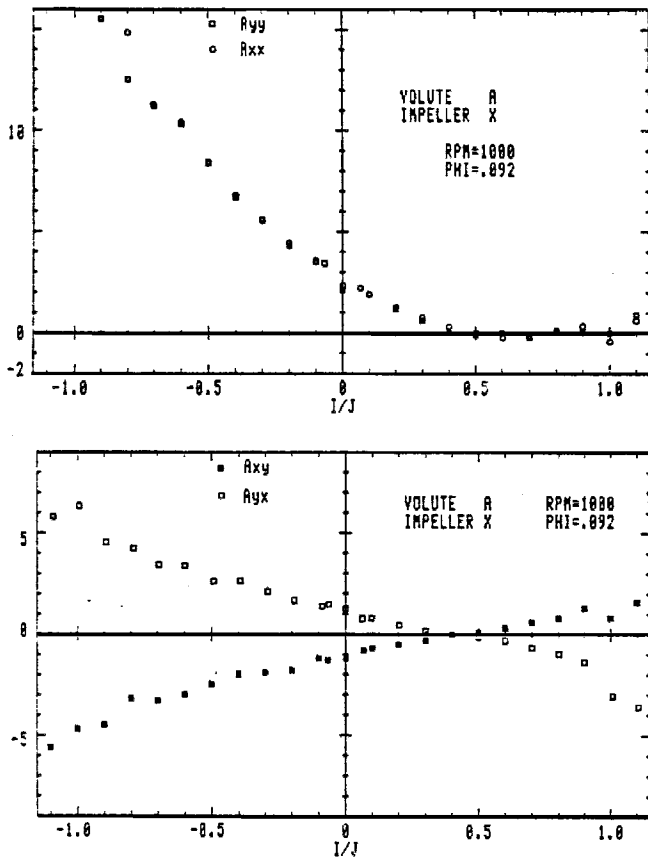 Ayy
Axx
VOLUTE A
IMPELLER X
RPM=1000
PHI=.092
10
0
-2
-1.0 -0.5 0 0.5 1.0
I/J
Axy
Ayx
VOLUTE A RPM=1000
IMPELLER X PHI=.092
5
0
-5
-1.0 -0.5 0 0.5 1.0
I/J